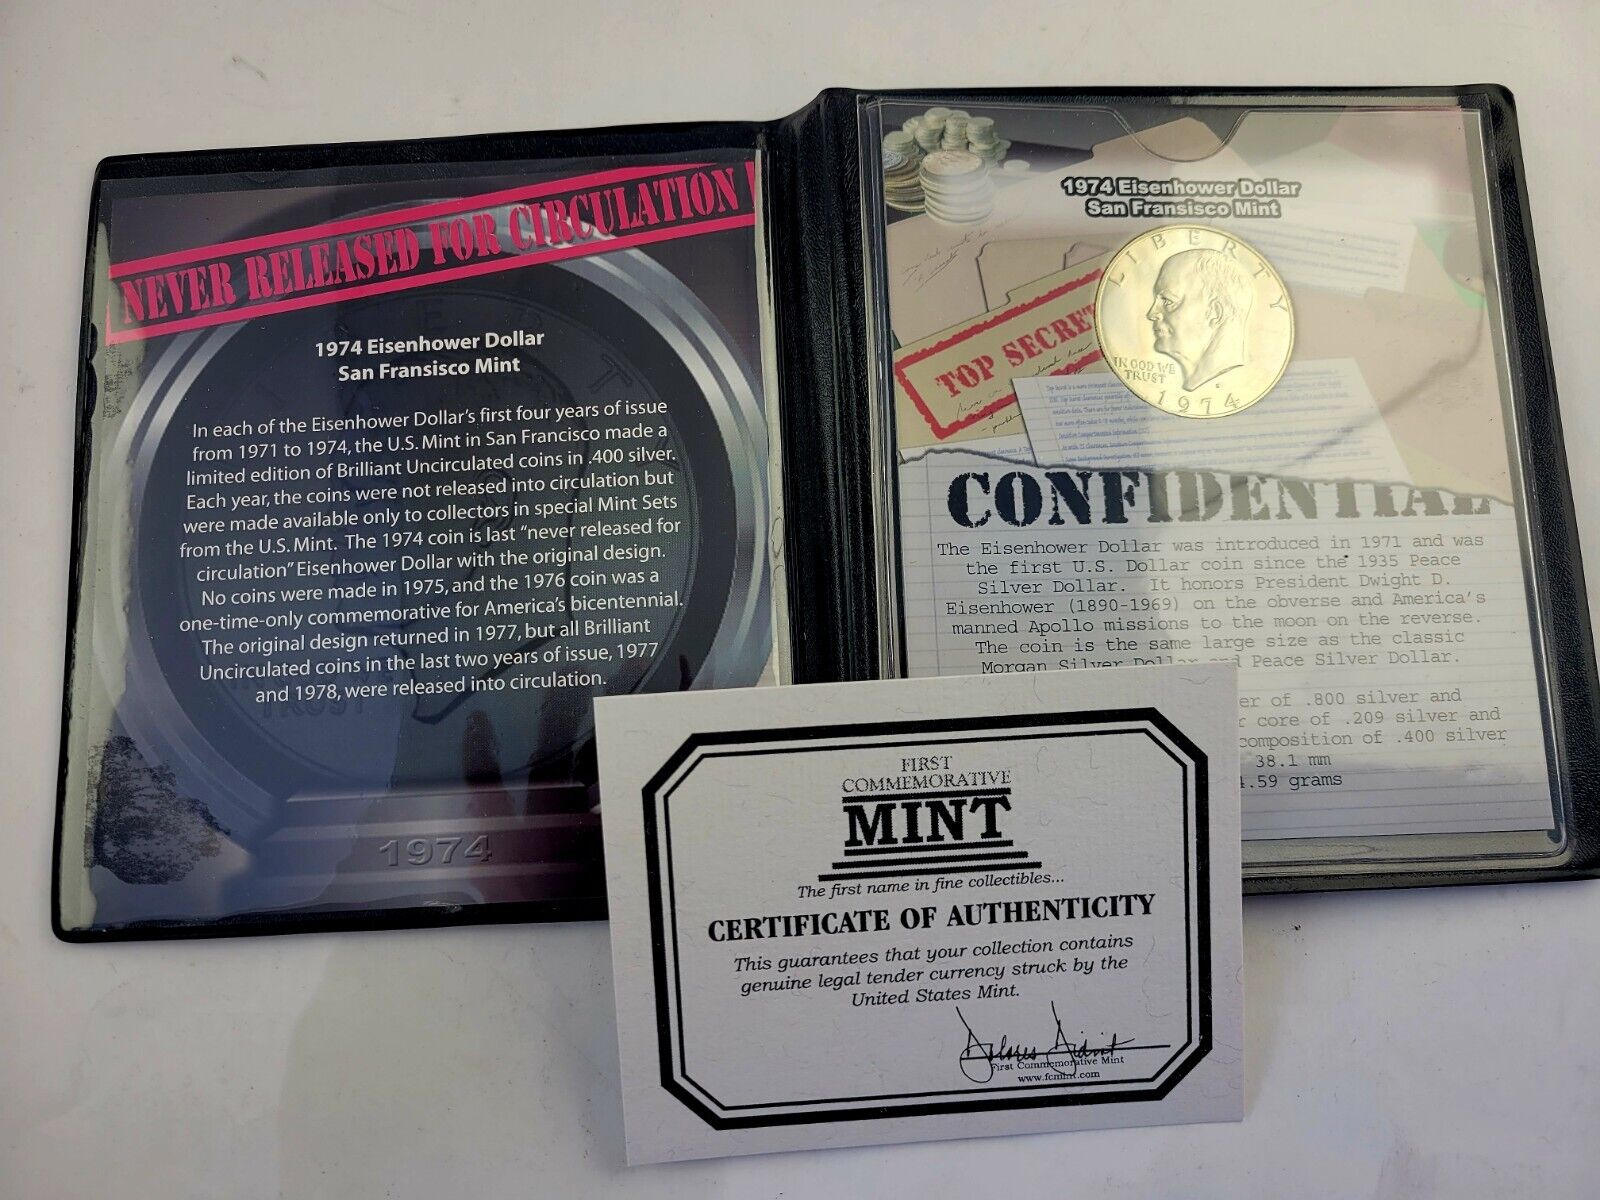 NEVER RELEASED FOR CIRCULATION
1974 Eisenhower Dollar
San Fransisco Mint
In each of the Eisenhower Dollar's first four years of issue
from 1971 to 1974, the U.S. Mint in San Francisco made a
limited edition of Brilliant Uncirculated coins in .400 silver.
Each year, the coins were not released into circulation but
were made available only to collectors in special Mint Sets
from the U.S. Mint. The 1974 coin is last "never released for
circulation" Eisenhower Dollar with the original design.
No coins were made in 1975, and the 1976 coin was a
one-time-only commemorative for America's bicentennial.
The original design returned in 1977, but all Brilliant
Uncirculated coins in the last two years of issue, 1977
and 1978, were released into circulation.
TRUST
1974
1974 Eisenhower Dollar
San Fransisco Mint
LIBERTY
IN GOD WE
TRUST
S
1974
TOP SECRE
CONFIDENTIAL
The Eisenhower Dollar was introduced in 1971 and was
the first U.S. Dollar coin since the 1935 Peace
Silver Dollar. It honors President Dwight D.
Eisenhower (1890-1969) on the obverse and America's
manned Apollo missions to the moon on the reverse.
The coin is the same large size as the classic
Morgan Silver Dollar and Peace Silver Dollar.
er of .800 silver and
r core of .209 silver and
composition of .400 silver
38.1 mm
.59 grams
FIRST
COMMEMORATIVE
MINT
The first name in fine collectibles...
CERTIFICATE OF AUTHENTICITY
This guarantees that your collection contains
genuine legal tender currency struck by the
United States Mint.
First Commemorative Mint
www.fcmint.com